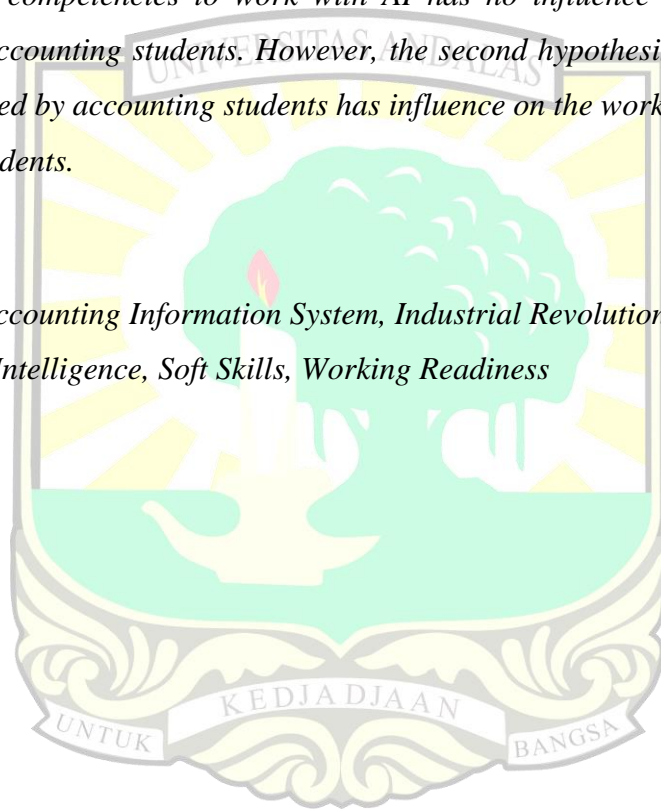 competencies to work with AI has no influence
UNIVERSITAS ANDALAS
ccounting students. However, the second hypothesi
ed by accounting students has influence on the work
dents.
ccounting Information System, Industrial Revolution
Intelligence, Soft Skills, Working Readiness
KEDJADJAAN
UNTUK
BANGSA